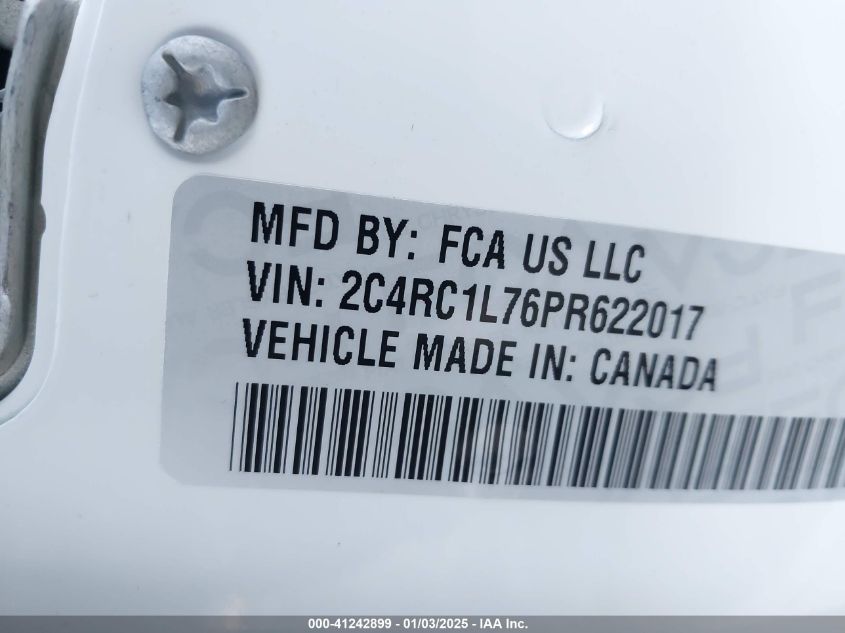 MFD BY: FCA US LLC
VIN: 2C4RC1L76PR622017
VEHICLE MADE IN: CANADA
000-41242899 - 01/03/2025 - IAA Inc.